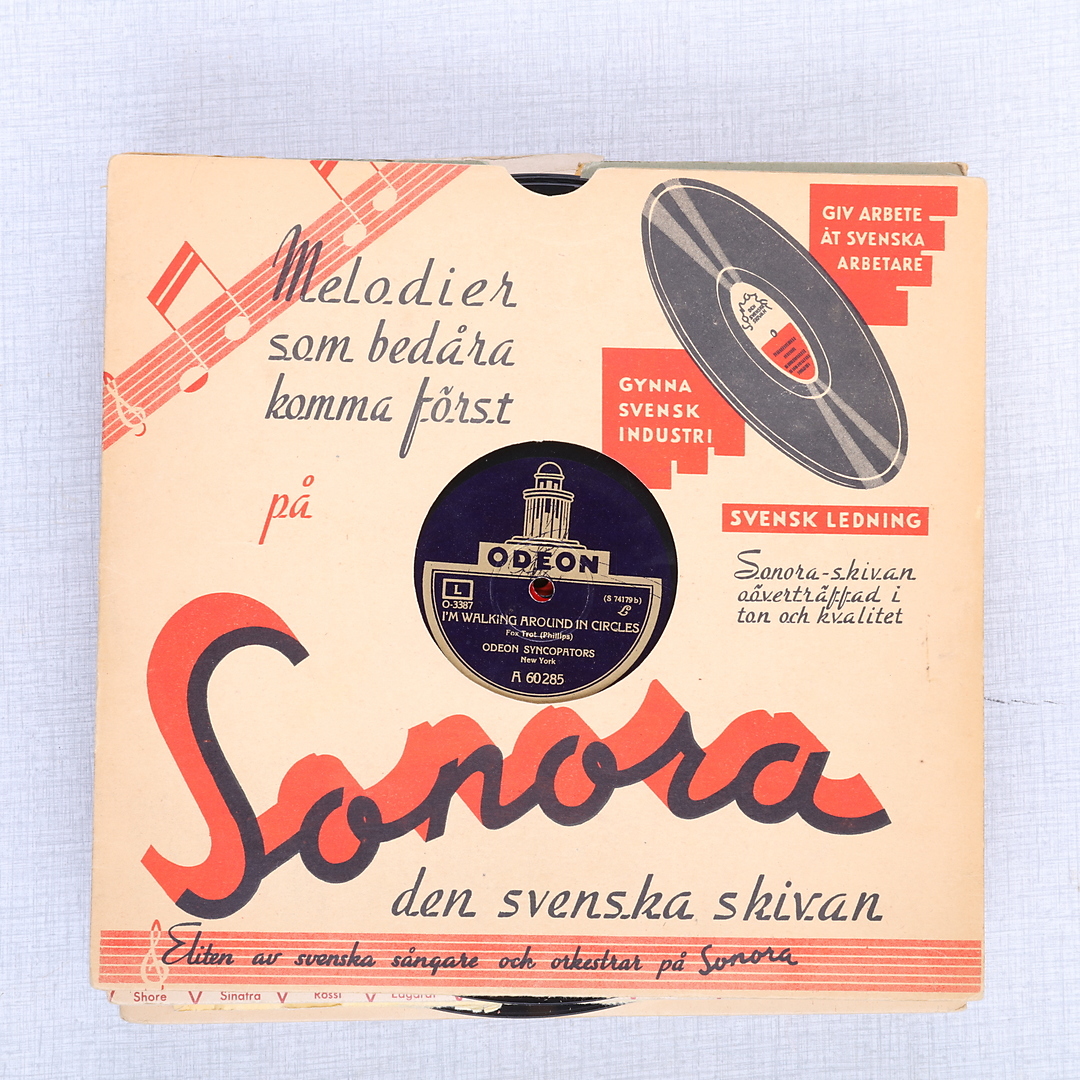 Melodier
som bedåra
komma först
på
GIV ARBETE
ÅT SVENSKA
ARBETARE
GYNNA
SVENSK
INDUSTRI
SVENSK LEDNING
Sonora-skivan
oöverträffad i
ton och kvalitet
ODEON
L
O-3387
(S 74179 b)
I'M WALKING AROUND IN CIRCLES
Fox Trot (Phillips)
ODEON SYNCOPATORS
New York
A 60285
Sonora
den svenska skivan
Eliten av svenska sångare och orkestrar på Sonora
Shore Sinatra Rossi